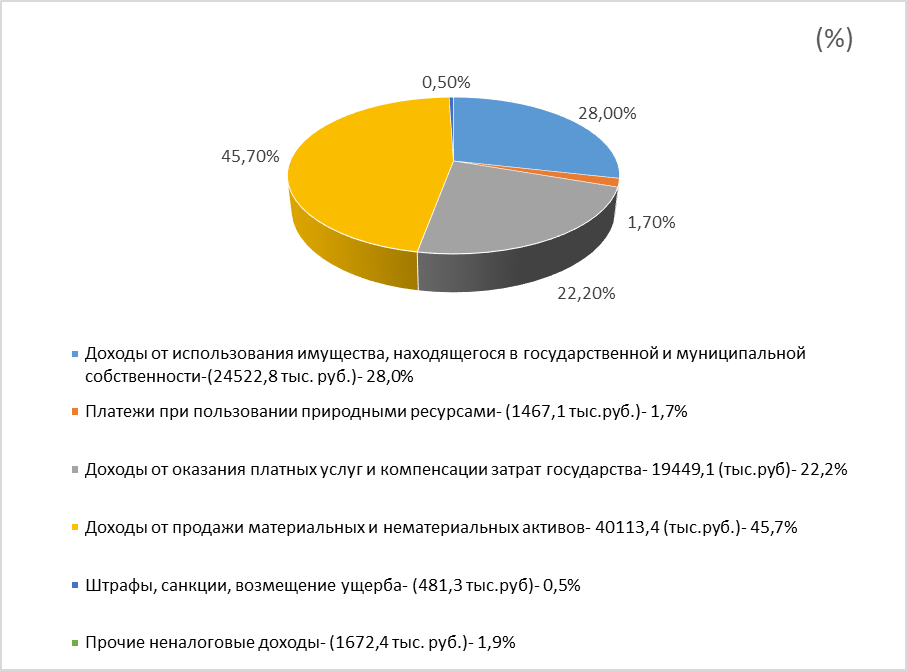 (%)
0,50%
28,00%
45,70%
1,70%
22,20%
Доходы от использования имущества, находящегося в государственной и муниципальной
собственности-(24522,8 тыс. руб.)- 28,0%
Платежи при пользовании природными ресурсами- (1467,1 тыс.руб.)- 1,7%
Доходы от оказания платных услуг и компенсации затрат государства- 19449,1 (тыс.руб)- 22,2%
Доходы от продажи материальных и нематериальных активов- 40113,4 (тыс.руб.)- 45,7%
Штрафы, санкции, возмещение ущерба- (481,3 тыс.руб)- 0,5%
Прочие неналоговые доходы- (1672,4 тыс. руб.)- 1,9%